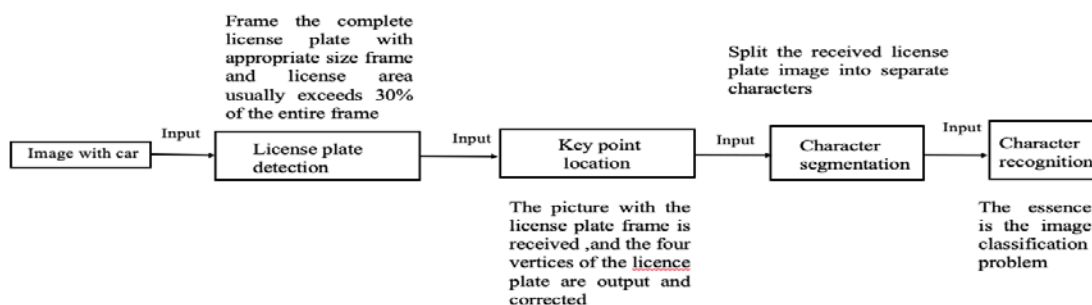 Frame the complete
license plate with
appropriate size frame
and license area
usually exceeds 30%
of the entire frame
Split the received license
plate image into separate
characters
Input
Input
Input
Input
Image with car
License plate
detection
Key point
location
Character
segmentation
Character
recognition
The picture with the
license plate frame is
received ,and the four
vertices of the licence
plate are output and
corrected
The essence
is the image
classification
problem